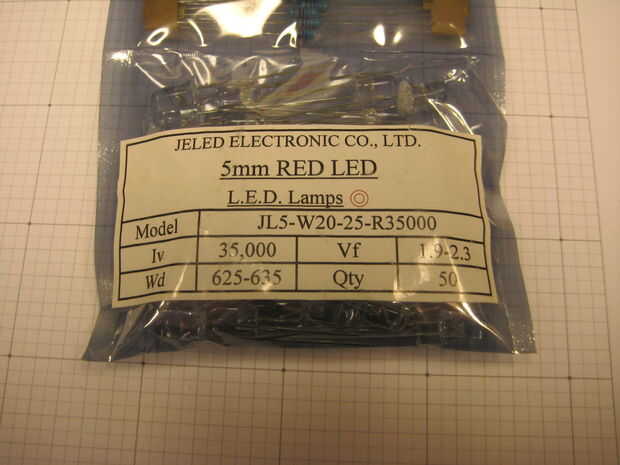 JELED ELECTRONIC CO., LTD.
5mm RED LED
L.E.D. Lamps
Model JL5-W20-25-R35000
Iv 35,000 Vf 1.9-2.3
Wd 625-635 Qty 50